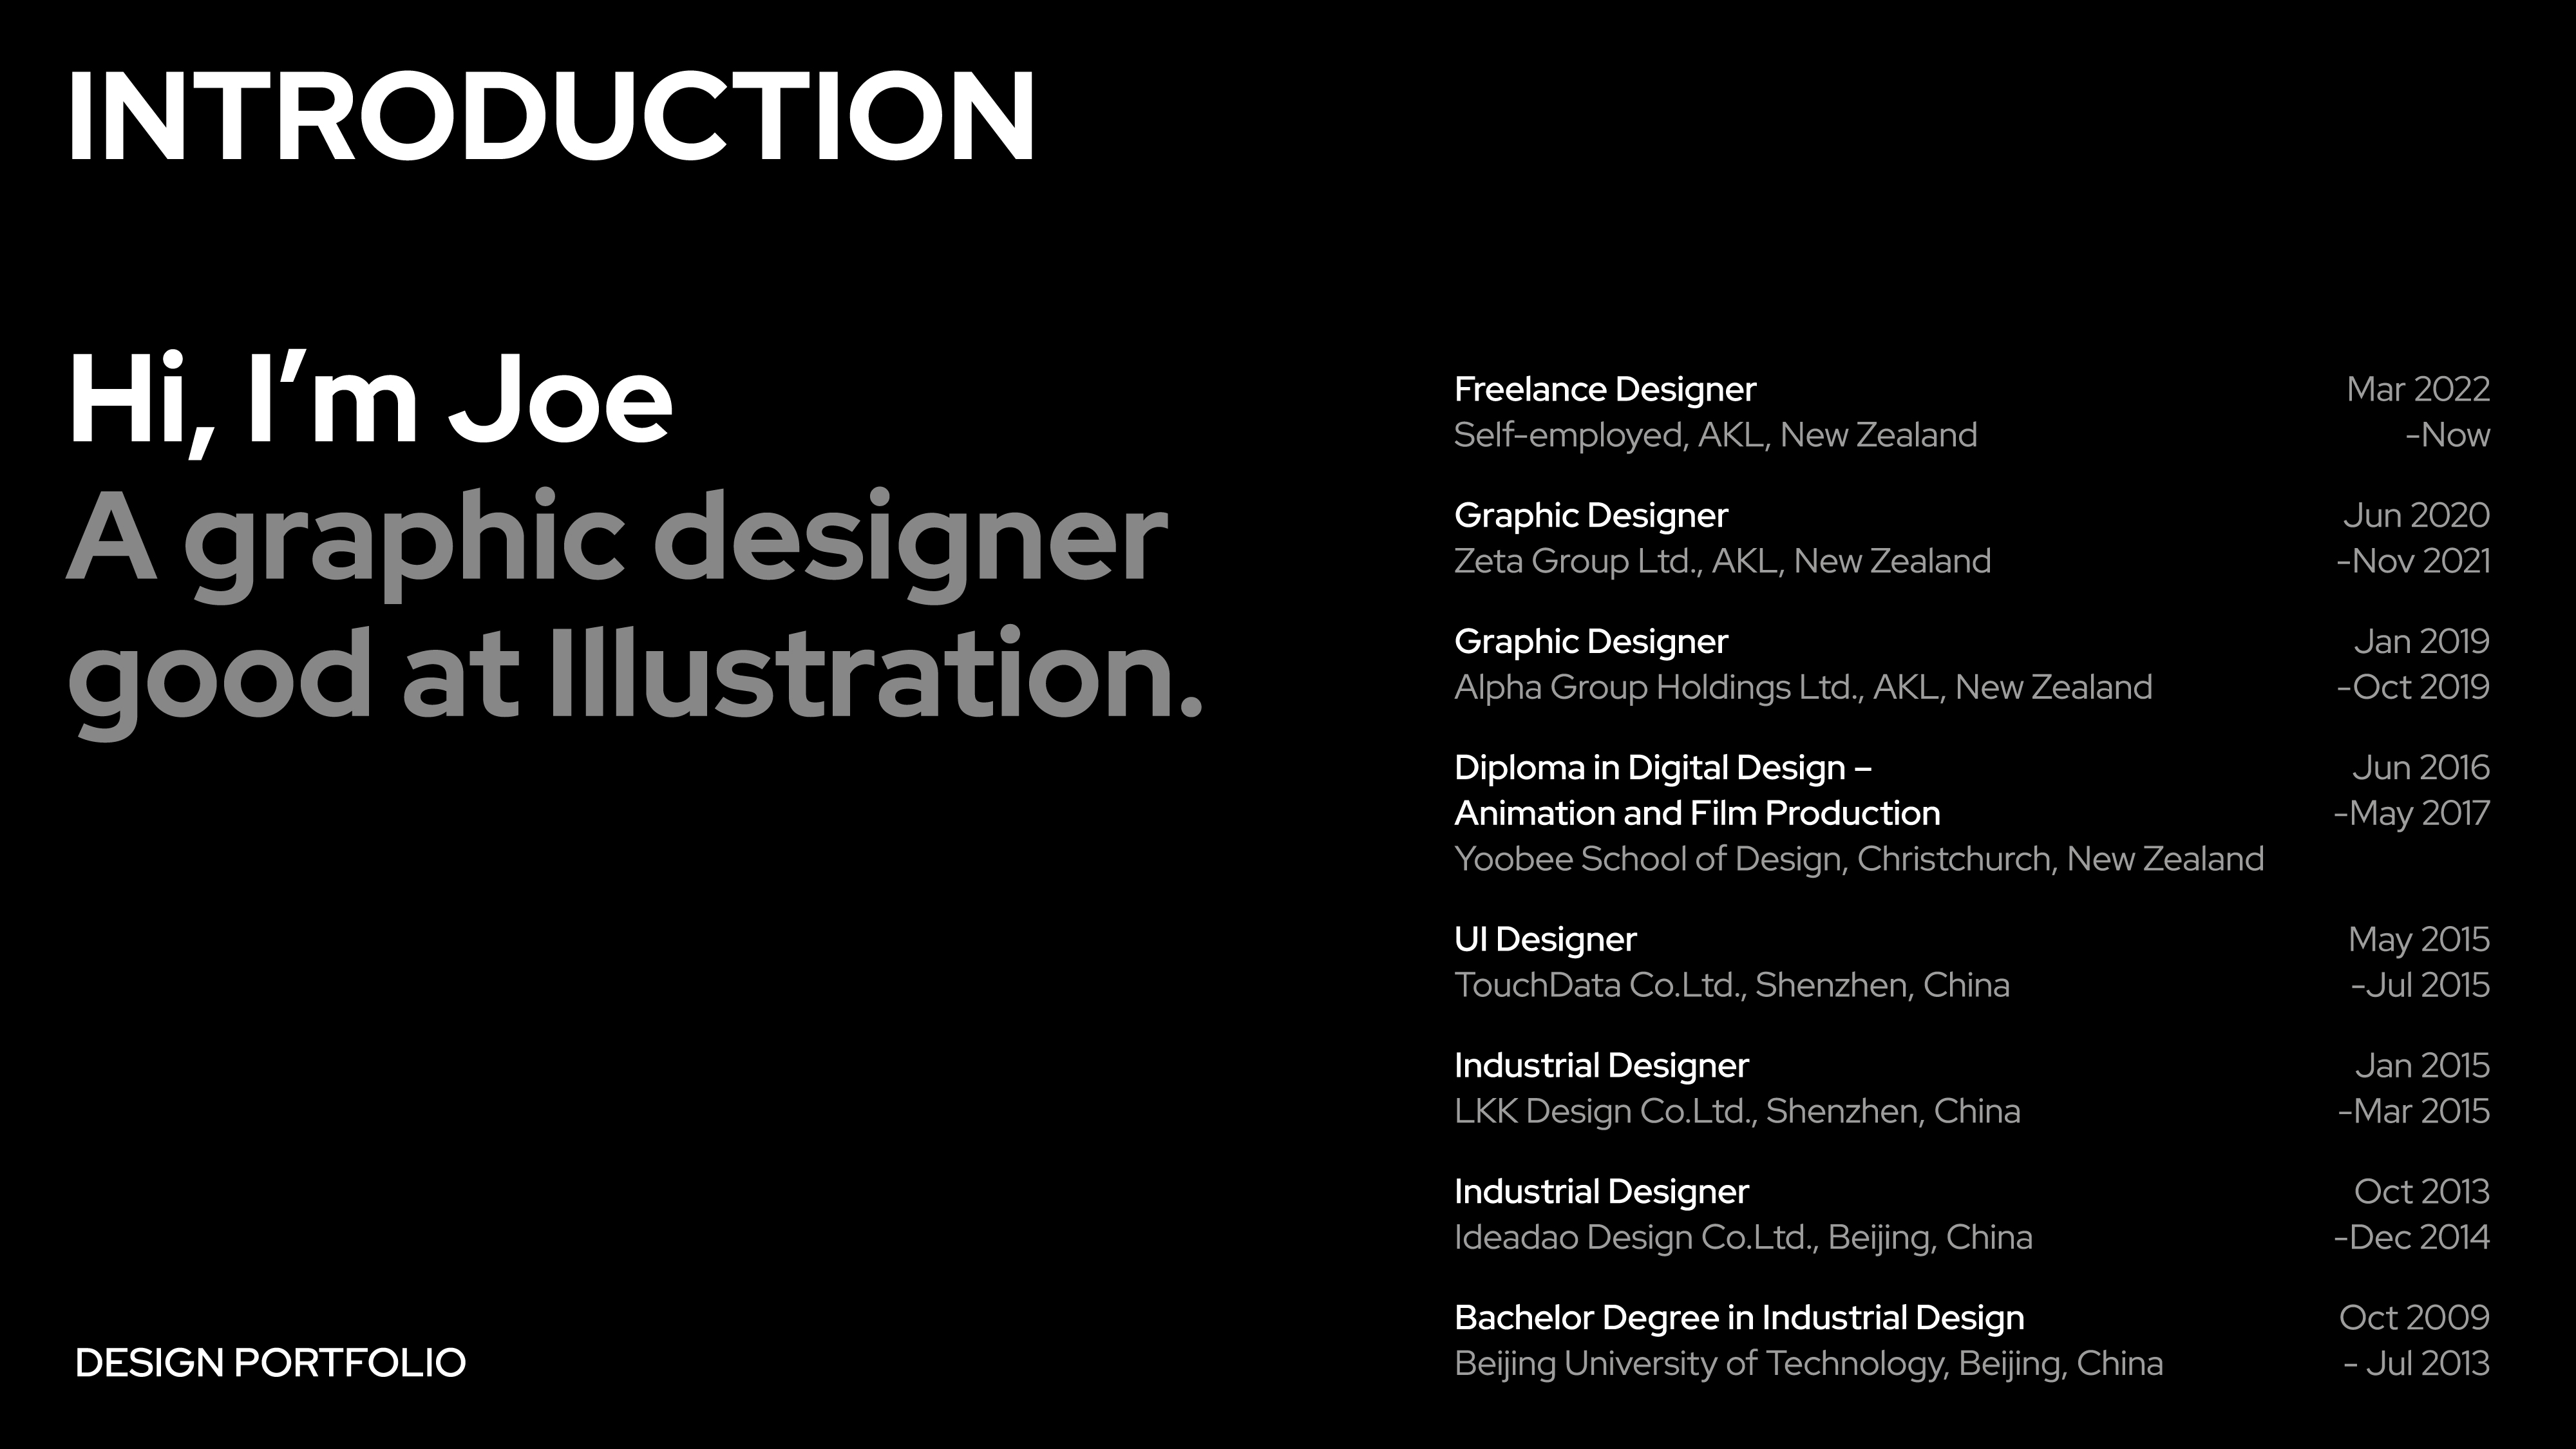 INTRODUCTION
Hi, I’m Joe
A graphic designer
good at Illustration.
Freelance Designer Mar 2022
Self-employed, AKL, New Zealand -Now
Graphic Designer Jun 2020
Zeta Group Ltd., AKL, New Zealand -Nov 2021
Graphic Designer Jan 2019
Alpha Group Holdings Ltd., AKL, New Zealand -Oct 2019
Diploma in Digital Design – Jun 2016
Animation and Film Production -May 2017
Yoobee School of Design, Christchurch, New Zealand
UI Designer May 2015
TouchData Co.Ltd., Shenzhen, China -Jul 2015
Industrial Designer Jan 2015
LKK Design Co.Ltd., Shenzhen, China -Mar 2015
Industrial Designer Oct 2013
Ideadao Design Co.Ltd., Beijing, China -Dec 2014
Bachelor Degree in Industrial Design Oct 2009
Beijing University of Technology, Beijing, China - Jul 2013
DESIGN PORTFOLIO